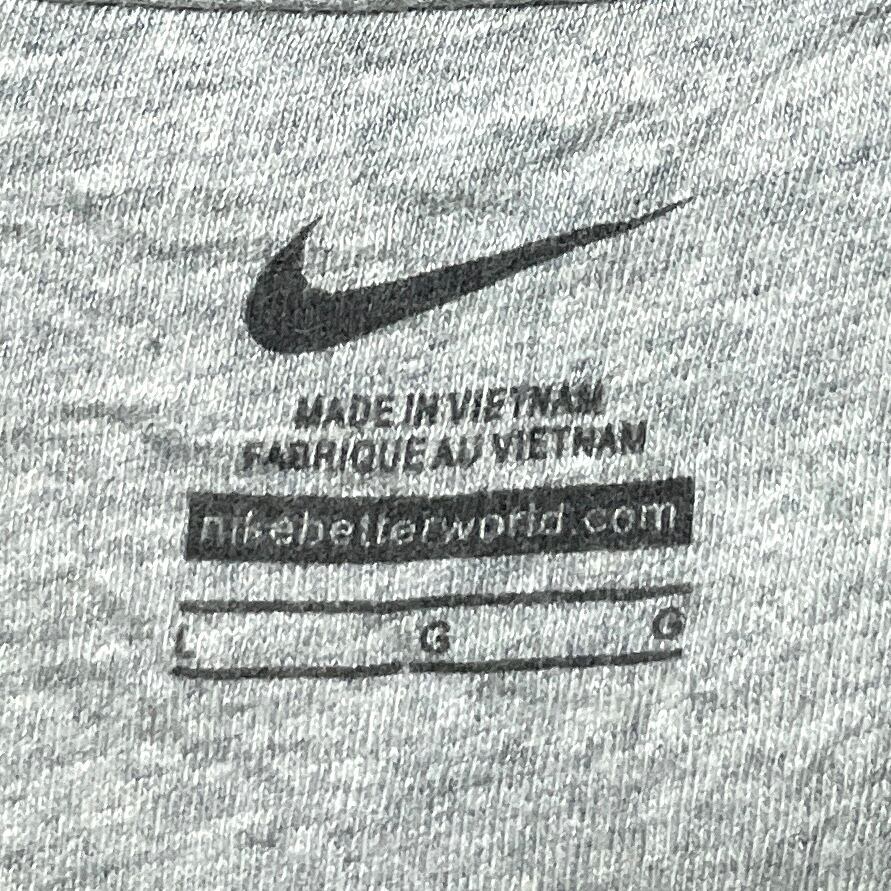 MADE IN VIETNAM
FABRIQUE AU VIETNAM
nikebetterworld.com
L G G